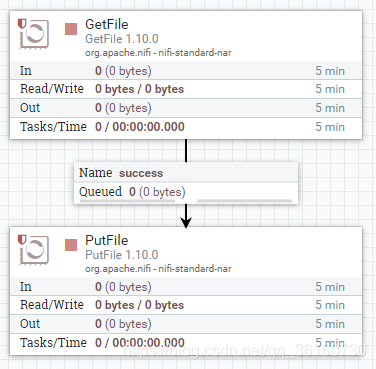 GetFile
GetFile 1.10.0
org.apache.nifi - nifi-standard-nar
In 0 (0 bytes) 5 min
Read/Write 0 bytes / 0 bytes 5 min
Out 0 (0 bytes) 5 min
Tasks/Time 0 / 00:00:00.000 5 min
Name success
Queued 0 (0 bytes)
PutFile
PutFile 1.10.0
org.apache.nifi - nifi-standard-nar
In 0 (0 bytes) 5 min
Read/Write 0 bytes / 0 bytes 5 min
Out 0 (0 bytes) 5 min
Tasks/Time 0 / 00:00:00.000 5 min
https://blog.csdn.net/qq_36160730